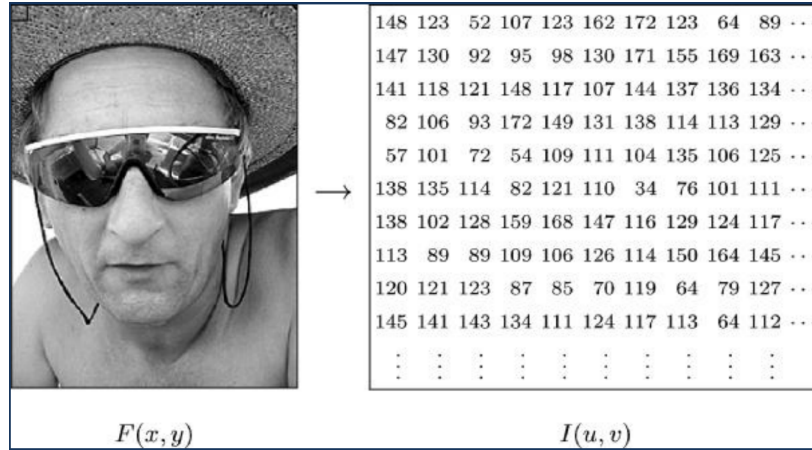 148 123 52 107 123 162 172 123 64 89 ···
147 130 92 95 98 130 171 155 169 163 ···
141 118 121 148 117 107 144 137 136 134 ···
82 106 93 172 149 131 138 114 113 129 ···
57 101 72 54 109 111 104 135 106 125 ···
138 135 114 82 121 110 34 76 101 111 ···
138 102 128 159 168 147 116 129 124 117 ···
113 89 89 109 106 126 114 150 164 145 ···
120 121 123 87 85 70 119 64 79 127 ···
145 141 143 134 111 124 117 113 64 112 ···
⋮ ⋮ ⋮ ⋮ ⋮ ⋮ ⋮ ⋮ ⋮ ⋮
→
F(x, y) I(u, v)